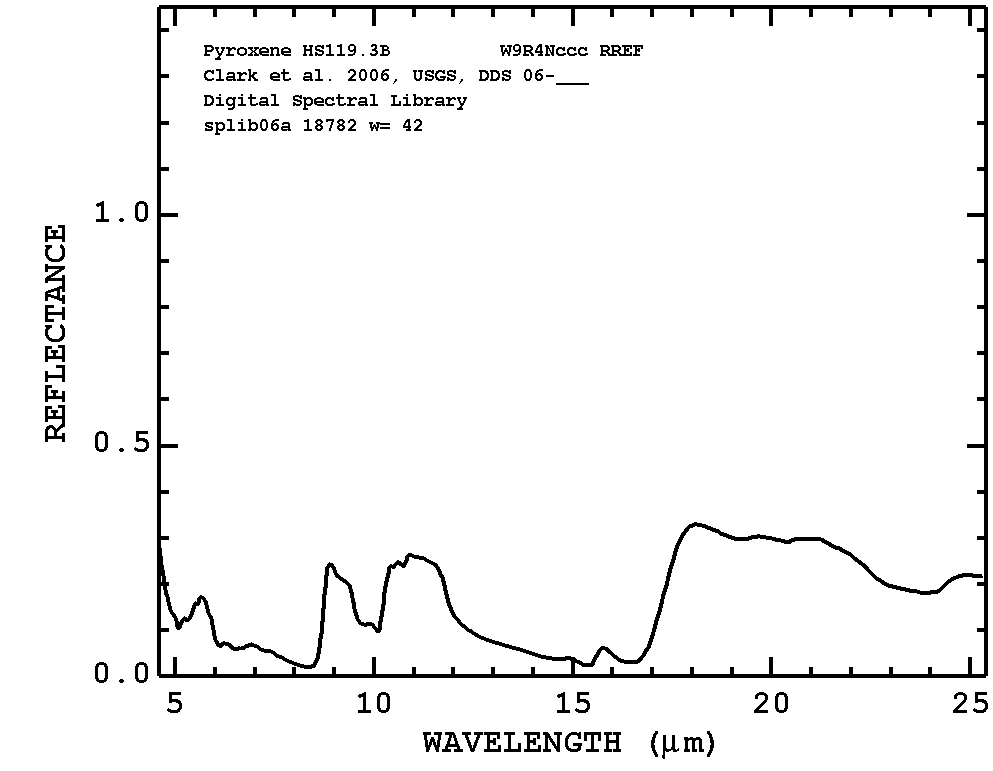 Pyroxene HS119.3B W9R4Nccc RREF
Clark et al. 2006, USGS, DDS 06-___
Digital Spectral Library
splib06a 18782 w= 42
REFLECTANCE
1.0
0.5
0.0
5 10 15 20 25
WAVELENGTH (μm)